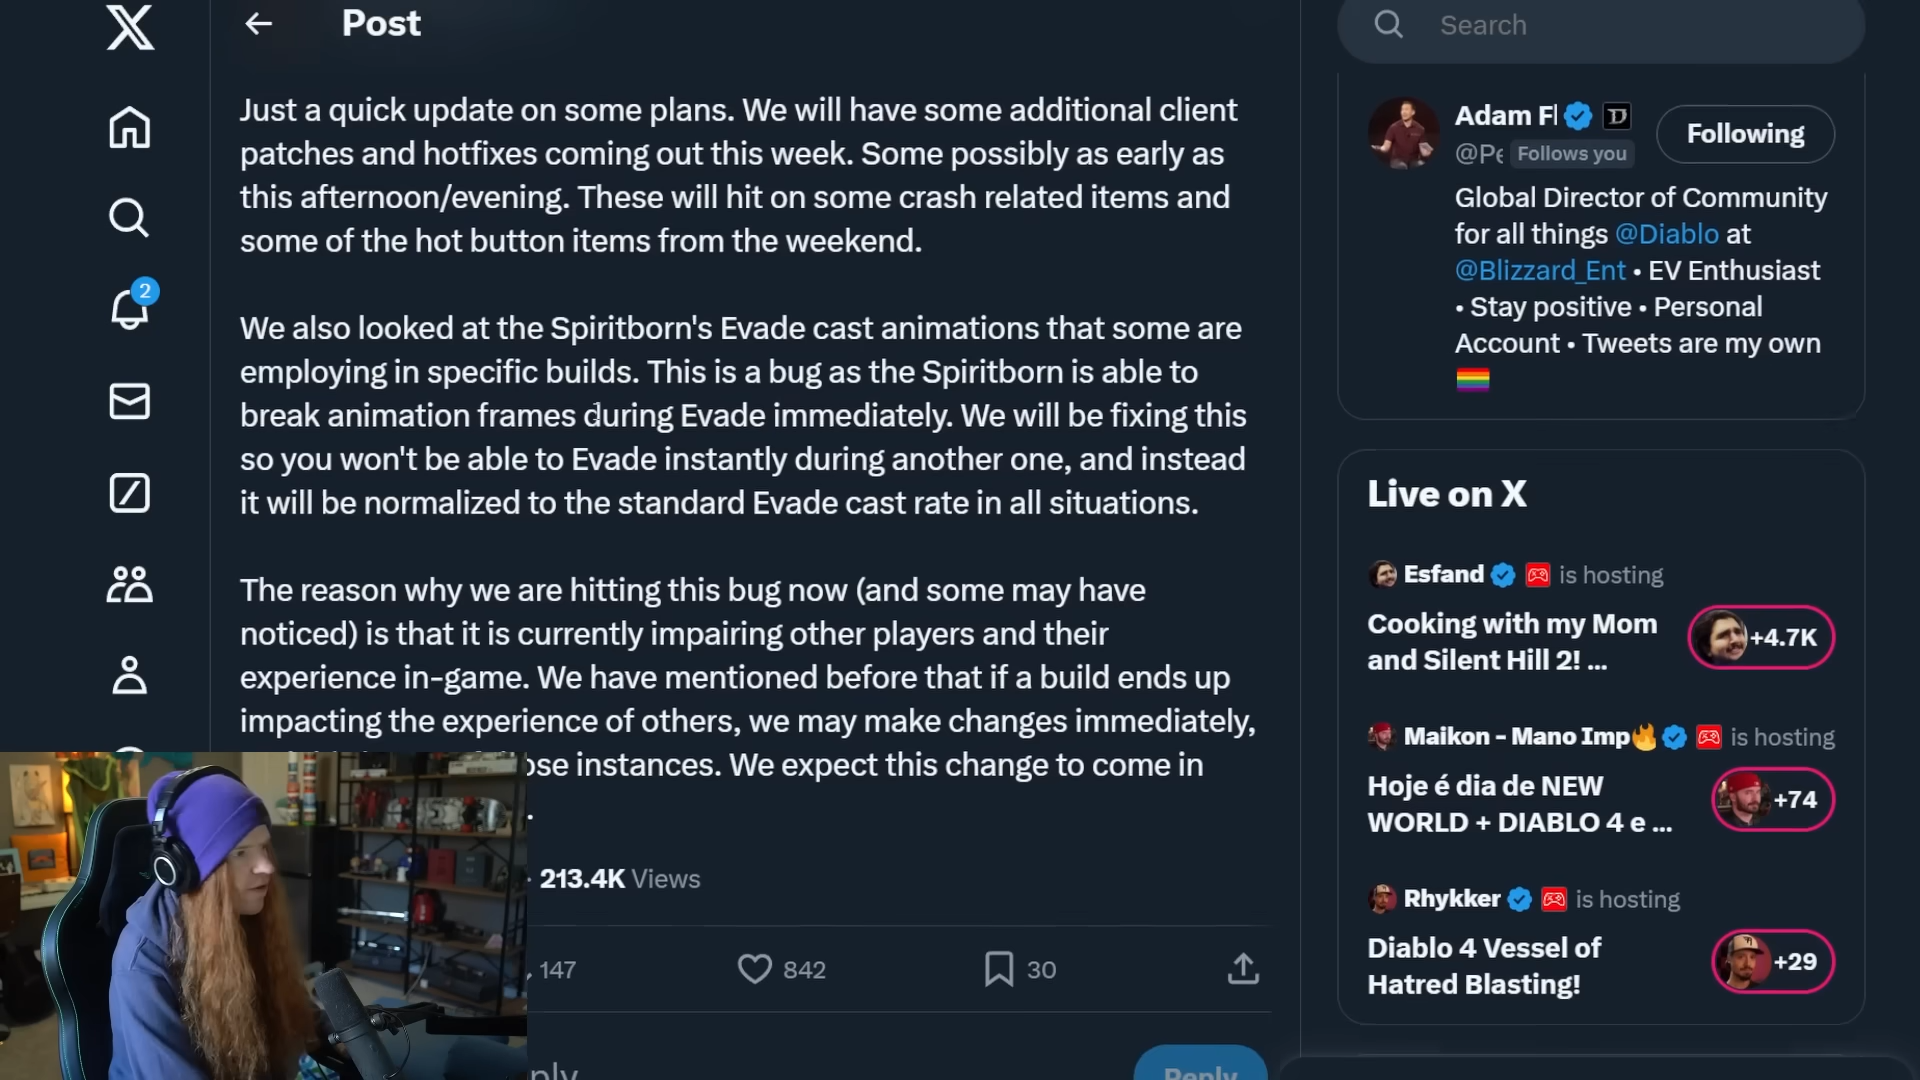 Post
Just a quick update on some plans. We will have some additional client
patches and hotfixes coming out this week. Some possibly as early as
this afternoon/evening. These will hit on some crash related items and
some of the hot button items from the weekend.
We also looked at the Spiritborn's Evade cast animations that some are
employing in specific builds. This is a bug as the Spiritborn is able to
break animation frames during Evade immediately. We will be fixing this
so you won't be able to Evade instantly during another one, and instead
it will be normalized to the standard Evade cast rate in all situations.
The reason why we are hitting this bug now (and some may have
noticed) is that it is currently impairing other players and their
experience in-game. We have mentioned before that if a build ends up
impacting the experience of others, we may make changes immediately,
instances. We expect this change to come in
213.4K Views
147
842
30
Reply
2
Search
Adam
Following
Follows you
Global Director of Community
for all things @Diablo at
@Blizzard_Ent • EV Enthusiast
• Stay positive • Personal
Account • Tweets are my own
Live on X
Esfand is hosting
Cooking with my Mom
and Silent Hill 2! ...
+4.7K
Maikon - Mano Imp🔥 is hosting
Hoje é dia de NEW
WORLD + DIABLO 4 e ...
+74
Rhykker is hosting
Diablo 4 Vessel of
Hatred Blasting!
+29